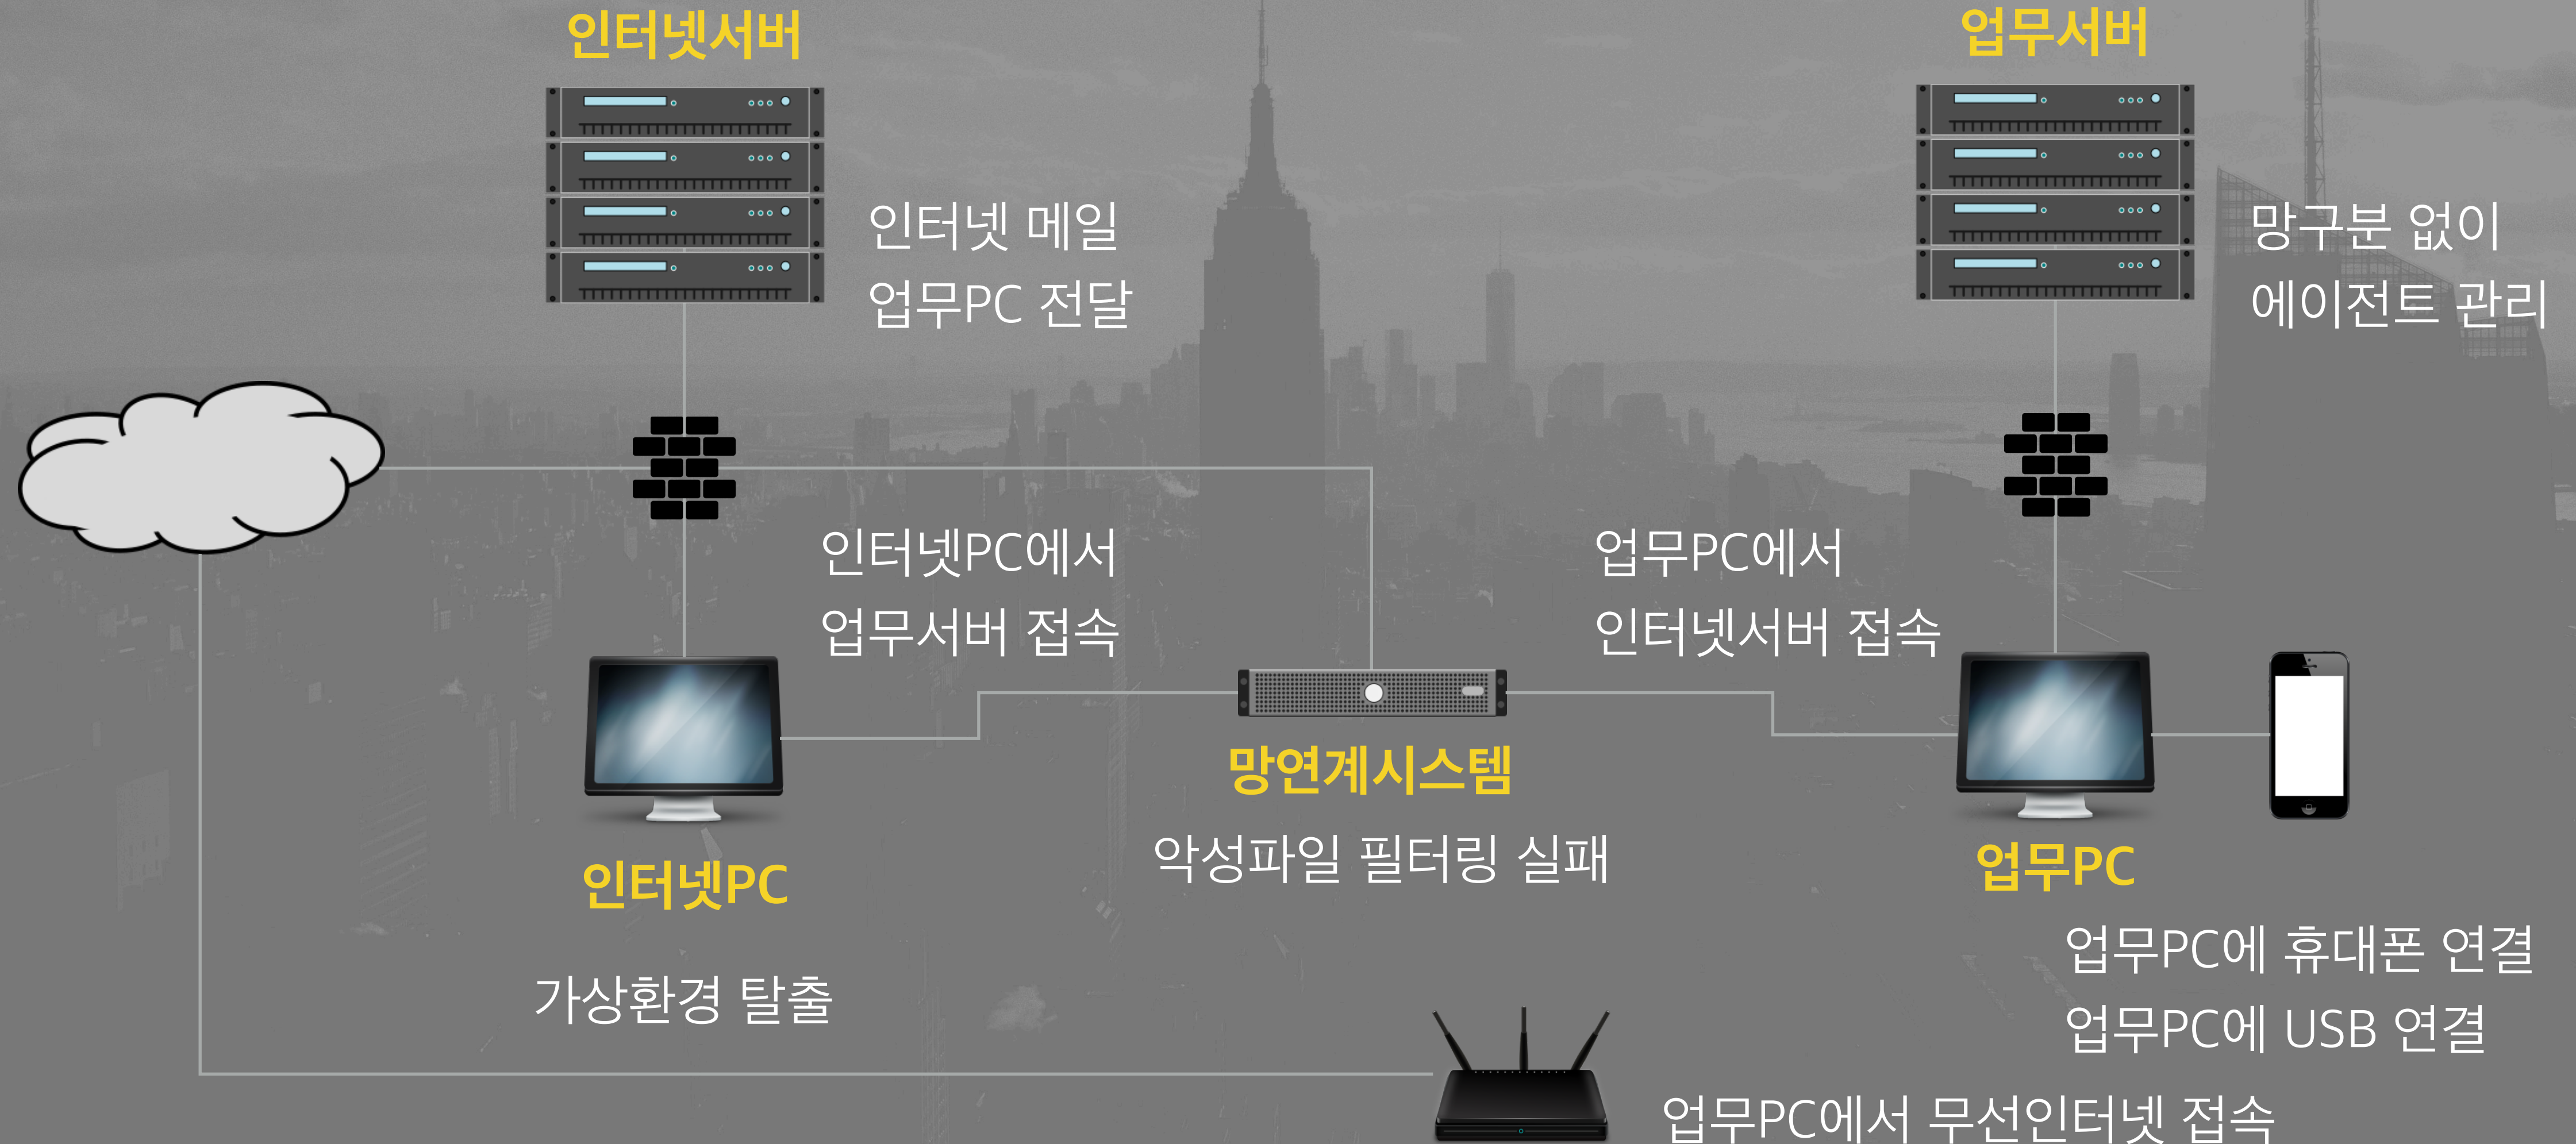 인터넷서버
업무서버
인터넷 메일
업무PC 전달
망구분 없이
에이전트 관리
인터넷PC에서
업무서버 접속
업무PC에서
인터넷서버 접속
망연계시스템
악성파일 필터링 실패
인터넷PC
가상환경 탈출
업무PC
업무PC에 휴대폰 연결
업무PC에 USB 연결
업무PC에서 무선인터넷 접속